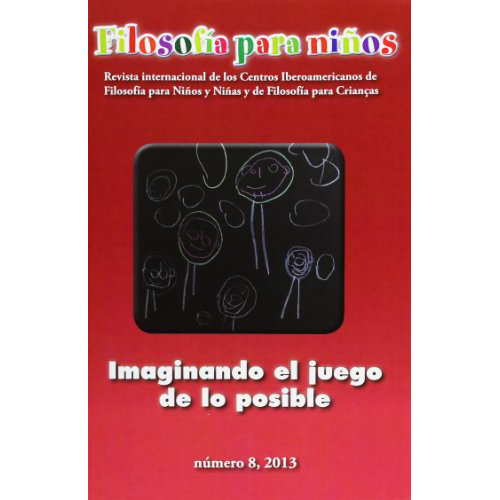 Filosofía para niños
Revista internacional de los Centros Iberoamericanos de
Filosofía para Niños y Niñas y de Filosofía para Crianças
Imaginando el juego
de lo posible
número 8, 2013